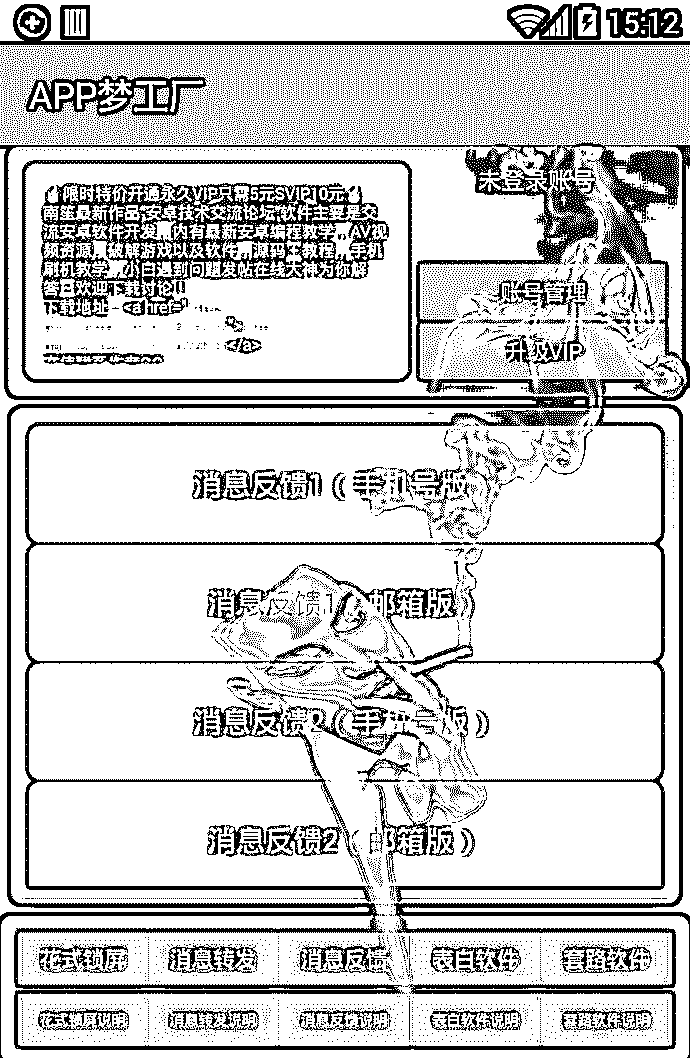 15:12
APP梦工厂
限时特价开通永久VIP只需5元SVIP10元
南笙最新作品,安卓技术交流论坛,软件主要是交
流安卓软件开发,,内有最新安卓编程教学,,AV视
频资源,,破解游戏以及软件,,源码生教程,,手机
刷机教学,,小白遇到问题发帖在线大神为你解
答日欢迎下载讨论!!
下载地址-<a href="
</a>
未登录账号
账号管理
升级VIP
消息反馈1（手机号版
消息反馈1 邮箱版）
消息反馈2（手机号版）
消息反馈2（邮箱版）
花式锁屏 消息转发 消息反馈 表白软件 套路软件
花式锁屏说明 消息转发说明 消息反馈说明 表白软件说明 套路软件说明